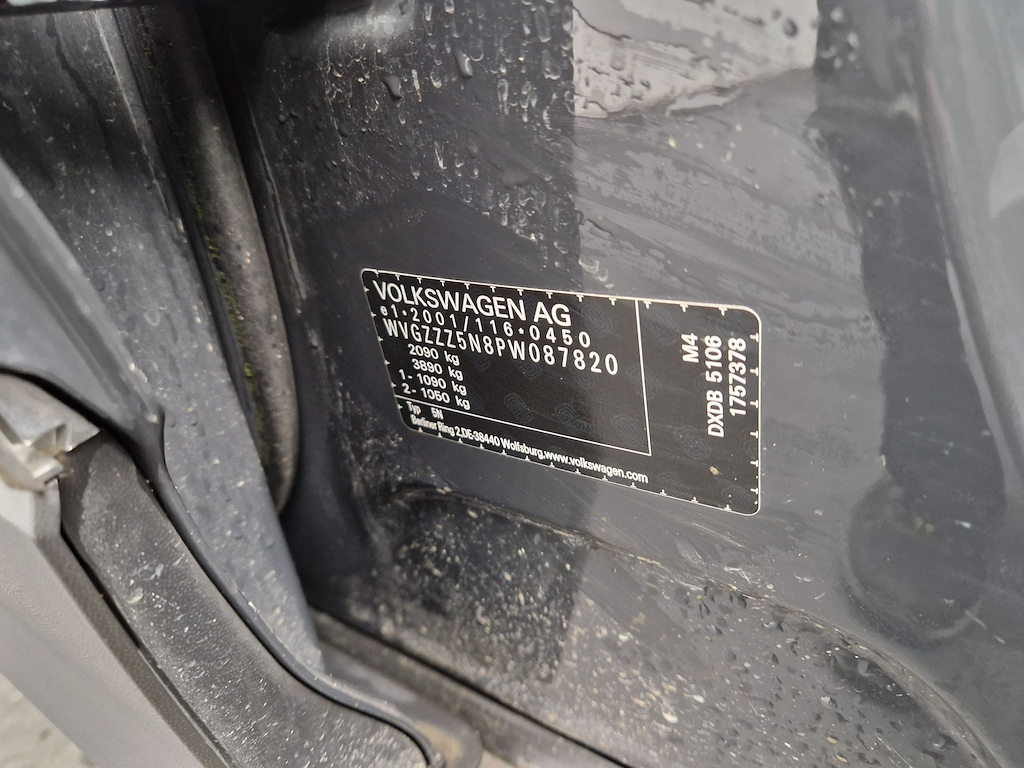 VOLKSWAGEN AG
e1*2001/116*0450
WVGZZZ5N8PW087820
2090 kg
3890 kg
1- 1090 kg
2- 1050 kg
Typ 5N
Berliner Ring 2,DE-38440 Wolfsburg.www.volkswagen.com
M4
DXDB 5106
1757378